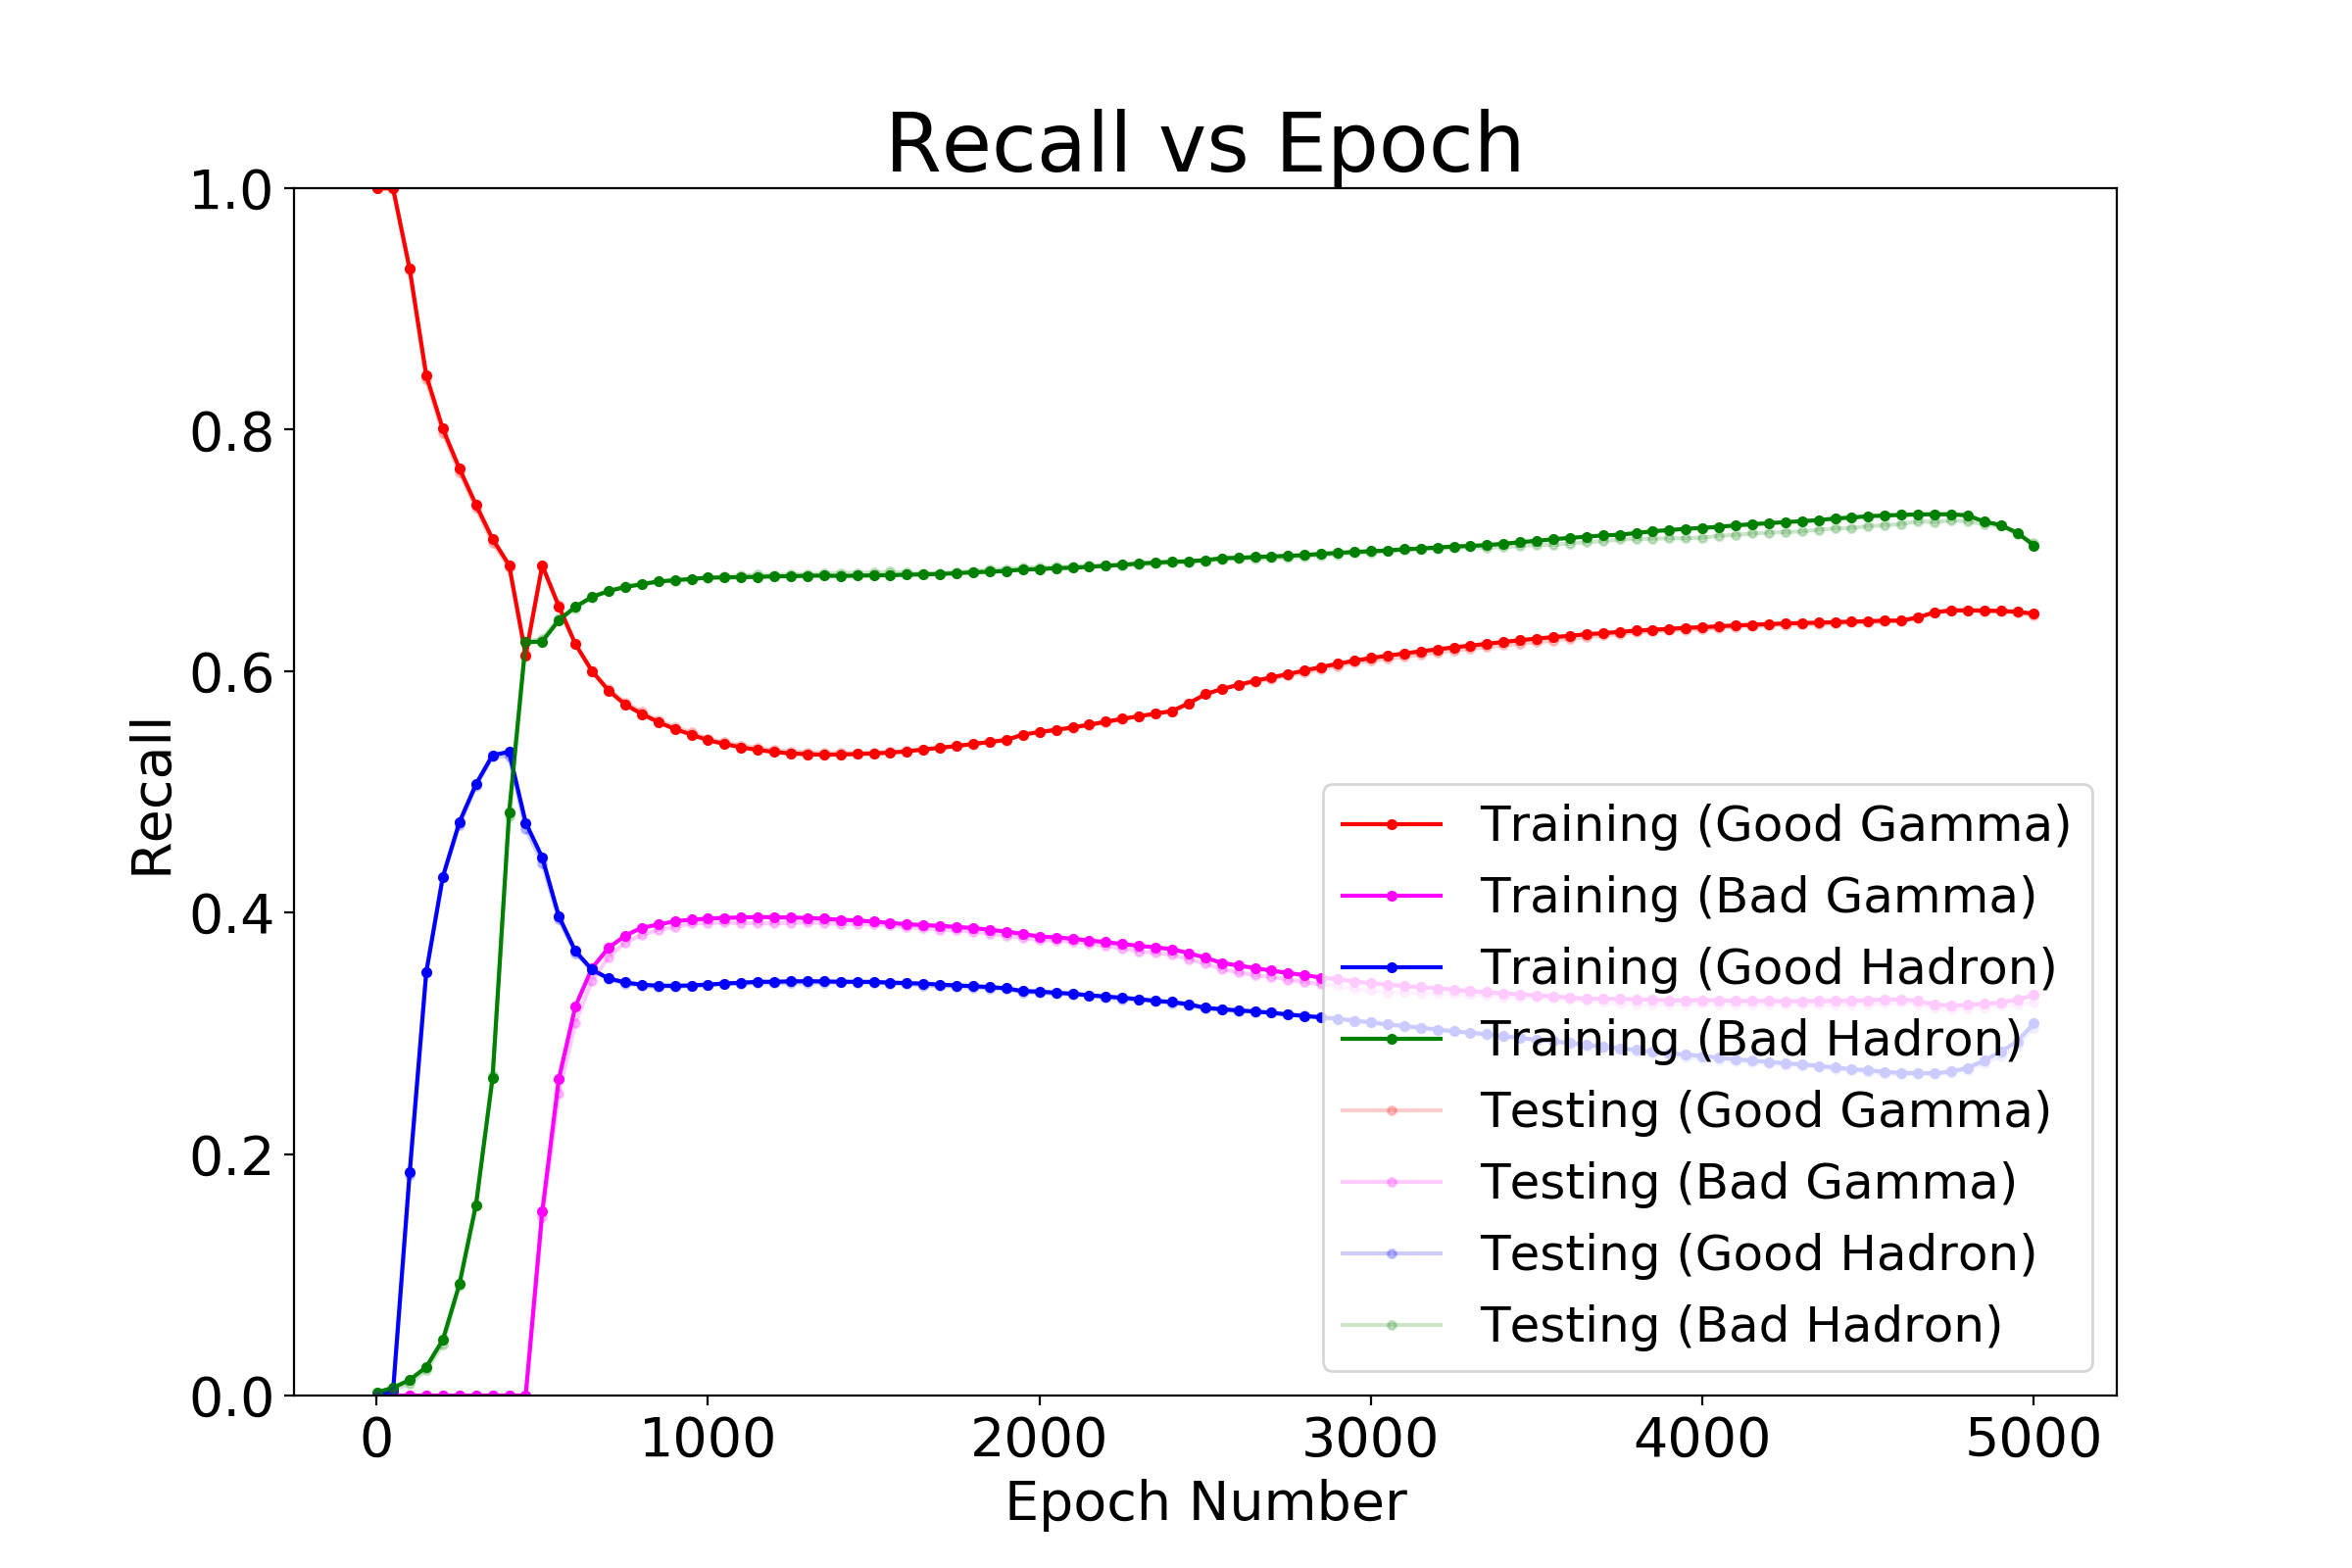 Recall vs Epoch
1.0
0.8
0.6
0.4
0.2
0.0
Recall
Training (Good Gamma)
Training (Bad Gamma)
Training (Good Hadron)
Training (Bad Hadron)
Testing (Good Gamma)
Testing (Bad Gamma)
Testing (Good Hadron)
Testing (Bad Hadron)
0 1000 2000 3000 4000 5000
Epoch Number